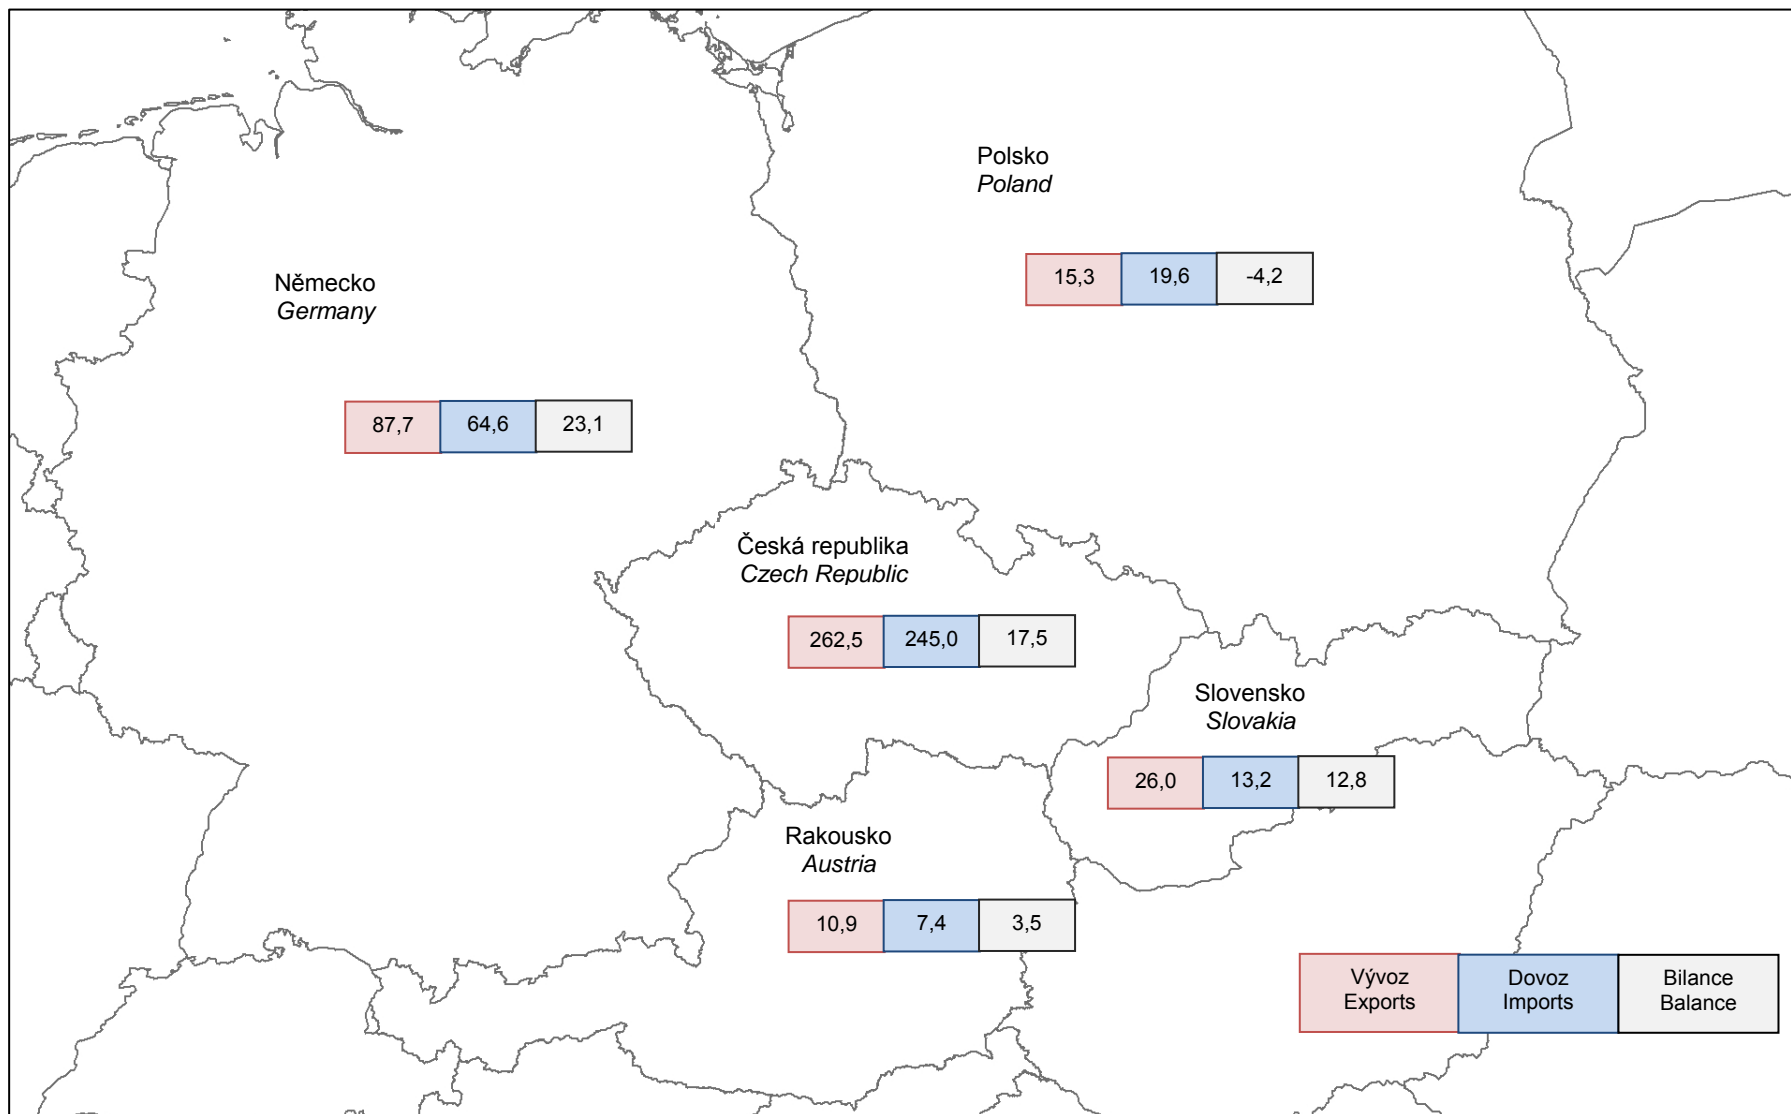 Polsko
Poland
15,3 19,6 -4,2
Německo
Germany
87,7 64,6 23,1
Česká republika
Czech Republic
262,5 245,0 17,5
Slovensko
Slovakia
26,0 13,2 12,8
Rakousko
Austria
10,9 7,4 3,5
Vývoz Dovoz Bilance
Exports Imports Balance